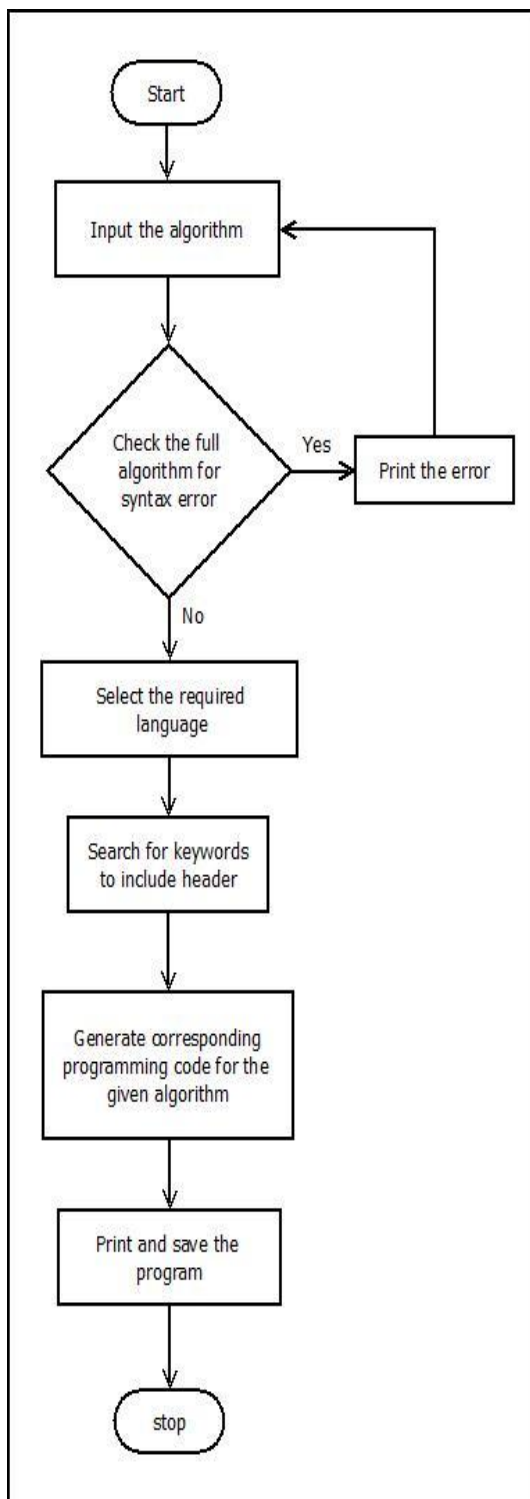 Start
Input the algorithm
Check the full
algorithm for
syntax error
Yes
Print the error
No
Select the required
language
Search for keywords
to include header
Generate corresponding
programming code for the
given algorithm
Print and save the
program
stop